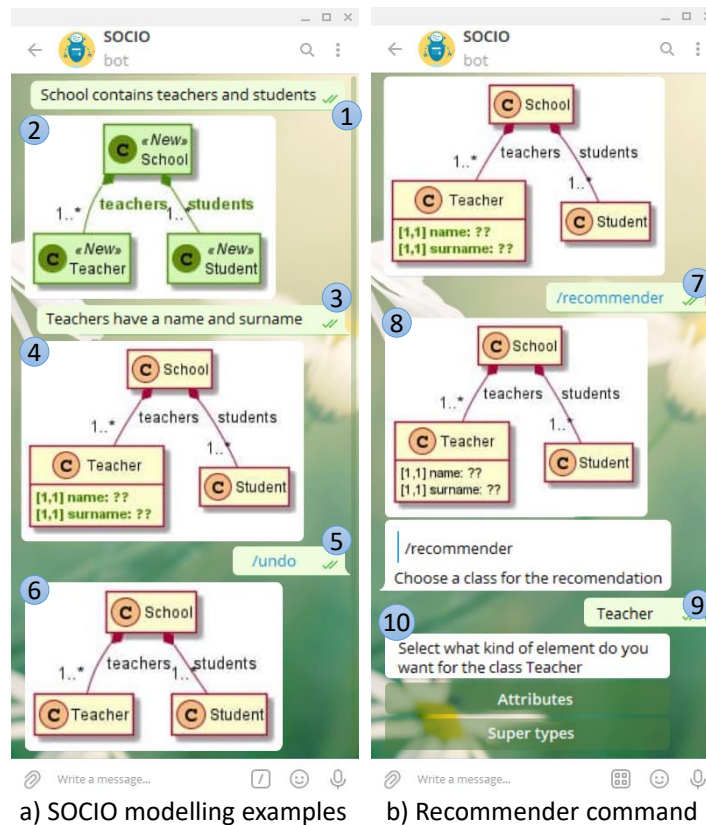 SOCIO
bot
School contains teachers and students
1
2
C «New» School
teachers students
1..* 1..*
C «New» Teacher
C «New» Student
3
Teachers have a name and surname
4
C School
teachers students
1..*
1..*
C Teacher
[1,1] name: ??
[1,1] surname: ??
C Student
5
/undo
6
C School
teachers students
1..* 1..*
C Teacher
C Student
Write a message...
a) SOCIO modelling examples
SOCIO
bot
C School
teachers students
1..*
1..*
C Teacher
[1,1] name: ??
[1,1] surname: ??
C Student
7
/recommender
8
C School
teachers students
1..*
1..*
C Teacher
[1,1] name: ??
[1,1] surname: ??
C Student
/recommender
Choose a class for the recomendation
9
Teacher
10
Select what kind of element do you
want for the class Teacher
Attributes
Super types
Write a message...
b) Recommender command